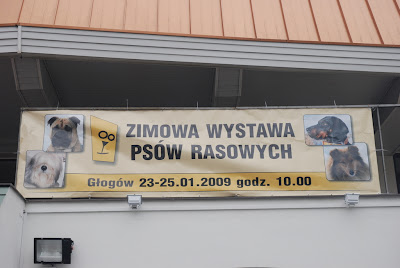 ZIMOWA WYSTAWA
PSÓW RASOWYCH
Głogów 23-25.01.2009 godz. 10.00